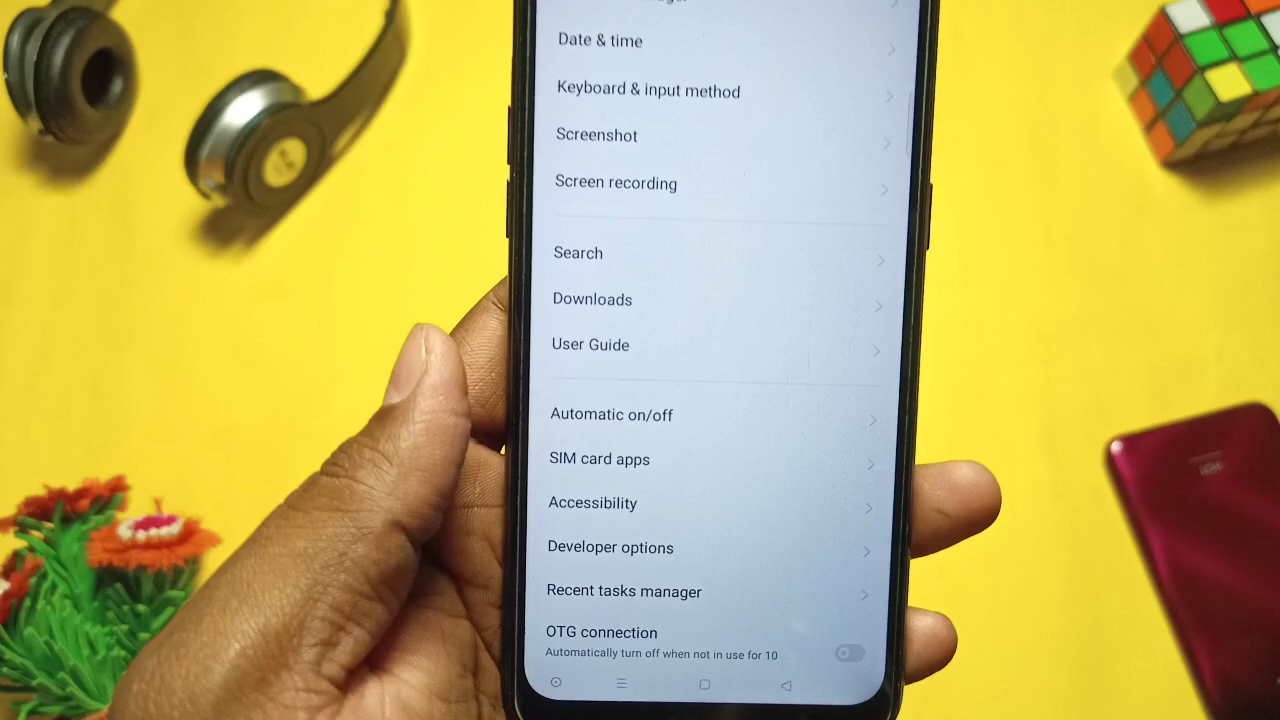 Date & time
Keyboard & input method
Screenshot
Screen recording
Search
Downloads
User Guide
Automatic on/off
SIM card apps
Accessibility
Developer options
Recent tasks manager
OTG connection
Automatically turn off when not in use for 10